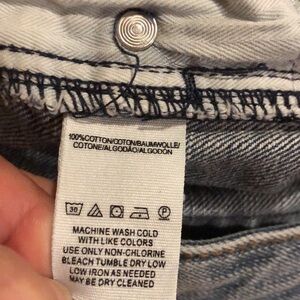 100%COTTON/COTON/BAUMWOLLE/
COTONE/ALGODÃO/ALGODÓN
30 P
MACHINE WASH COLD
WITH LIKE COLORS
USE ONLY NON-CHLORINE
BLEACH TUMBLE DRY LOW
LOW IRON AS NEEDED
MAY BE DRY CLEANED